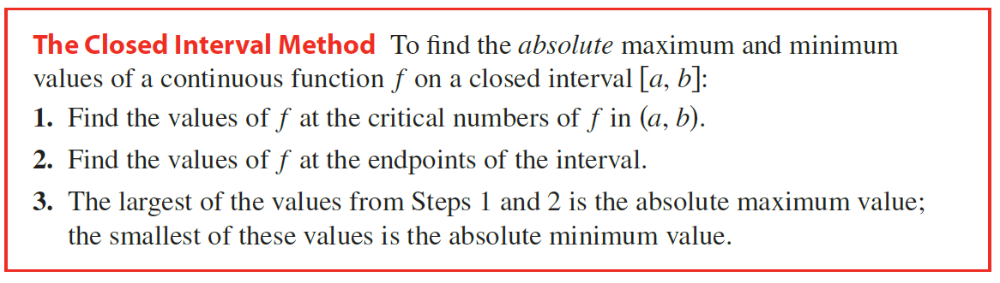 The Closed Interval Method To find the absolute maximum and minimum
values of a continuous function f on a closed interval [a, b]:
1. Find the values of f at the critical numbers of f in (a, b).
2. Find the values of f at the endpoints of the interval.
3. The largest of the values from Steps 1 and 2 is the absolute maximum value;
the smallest of these values is the absolute minimum value.